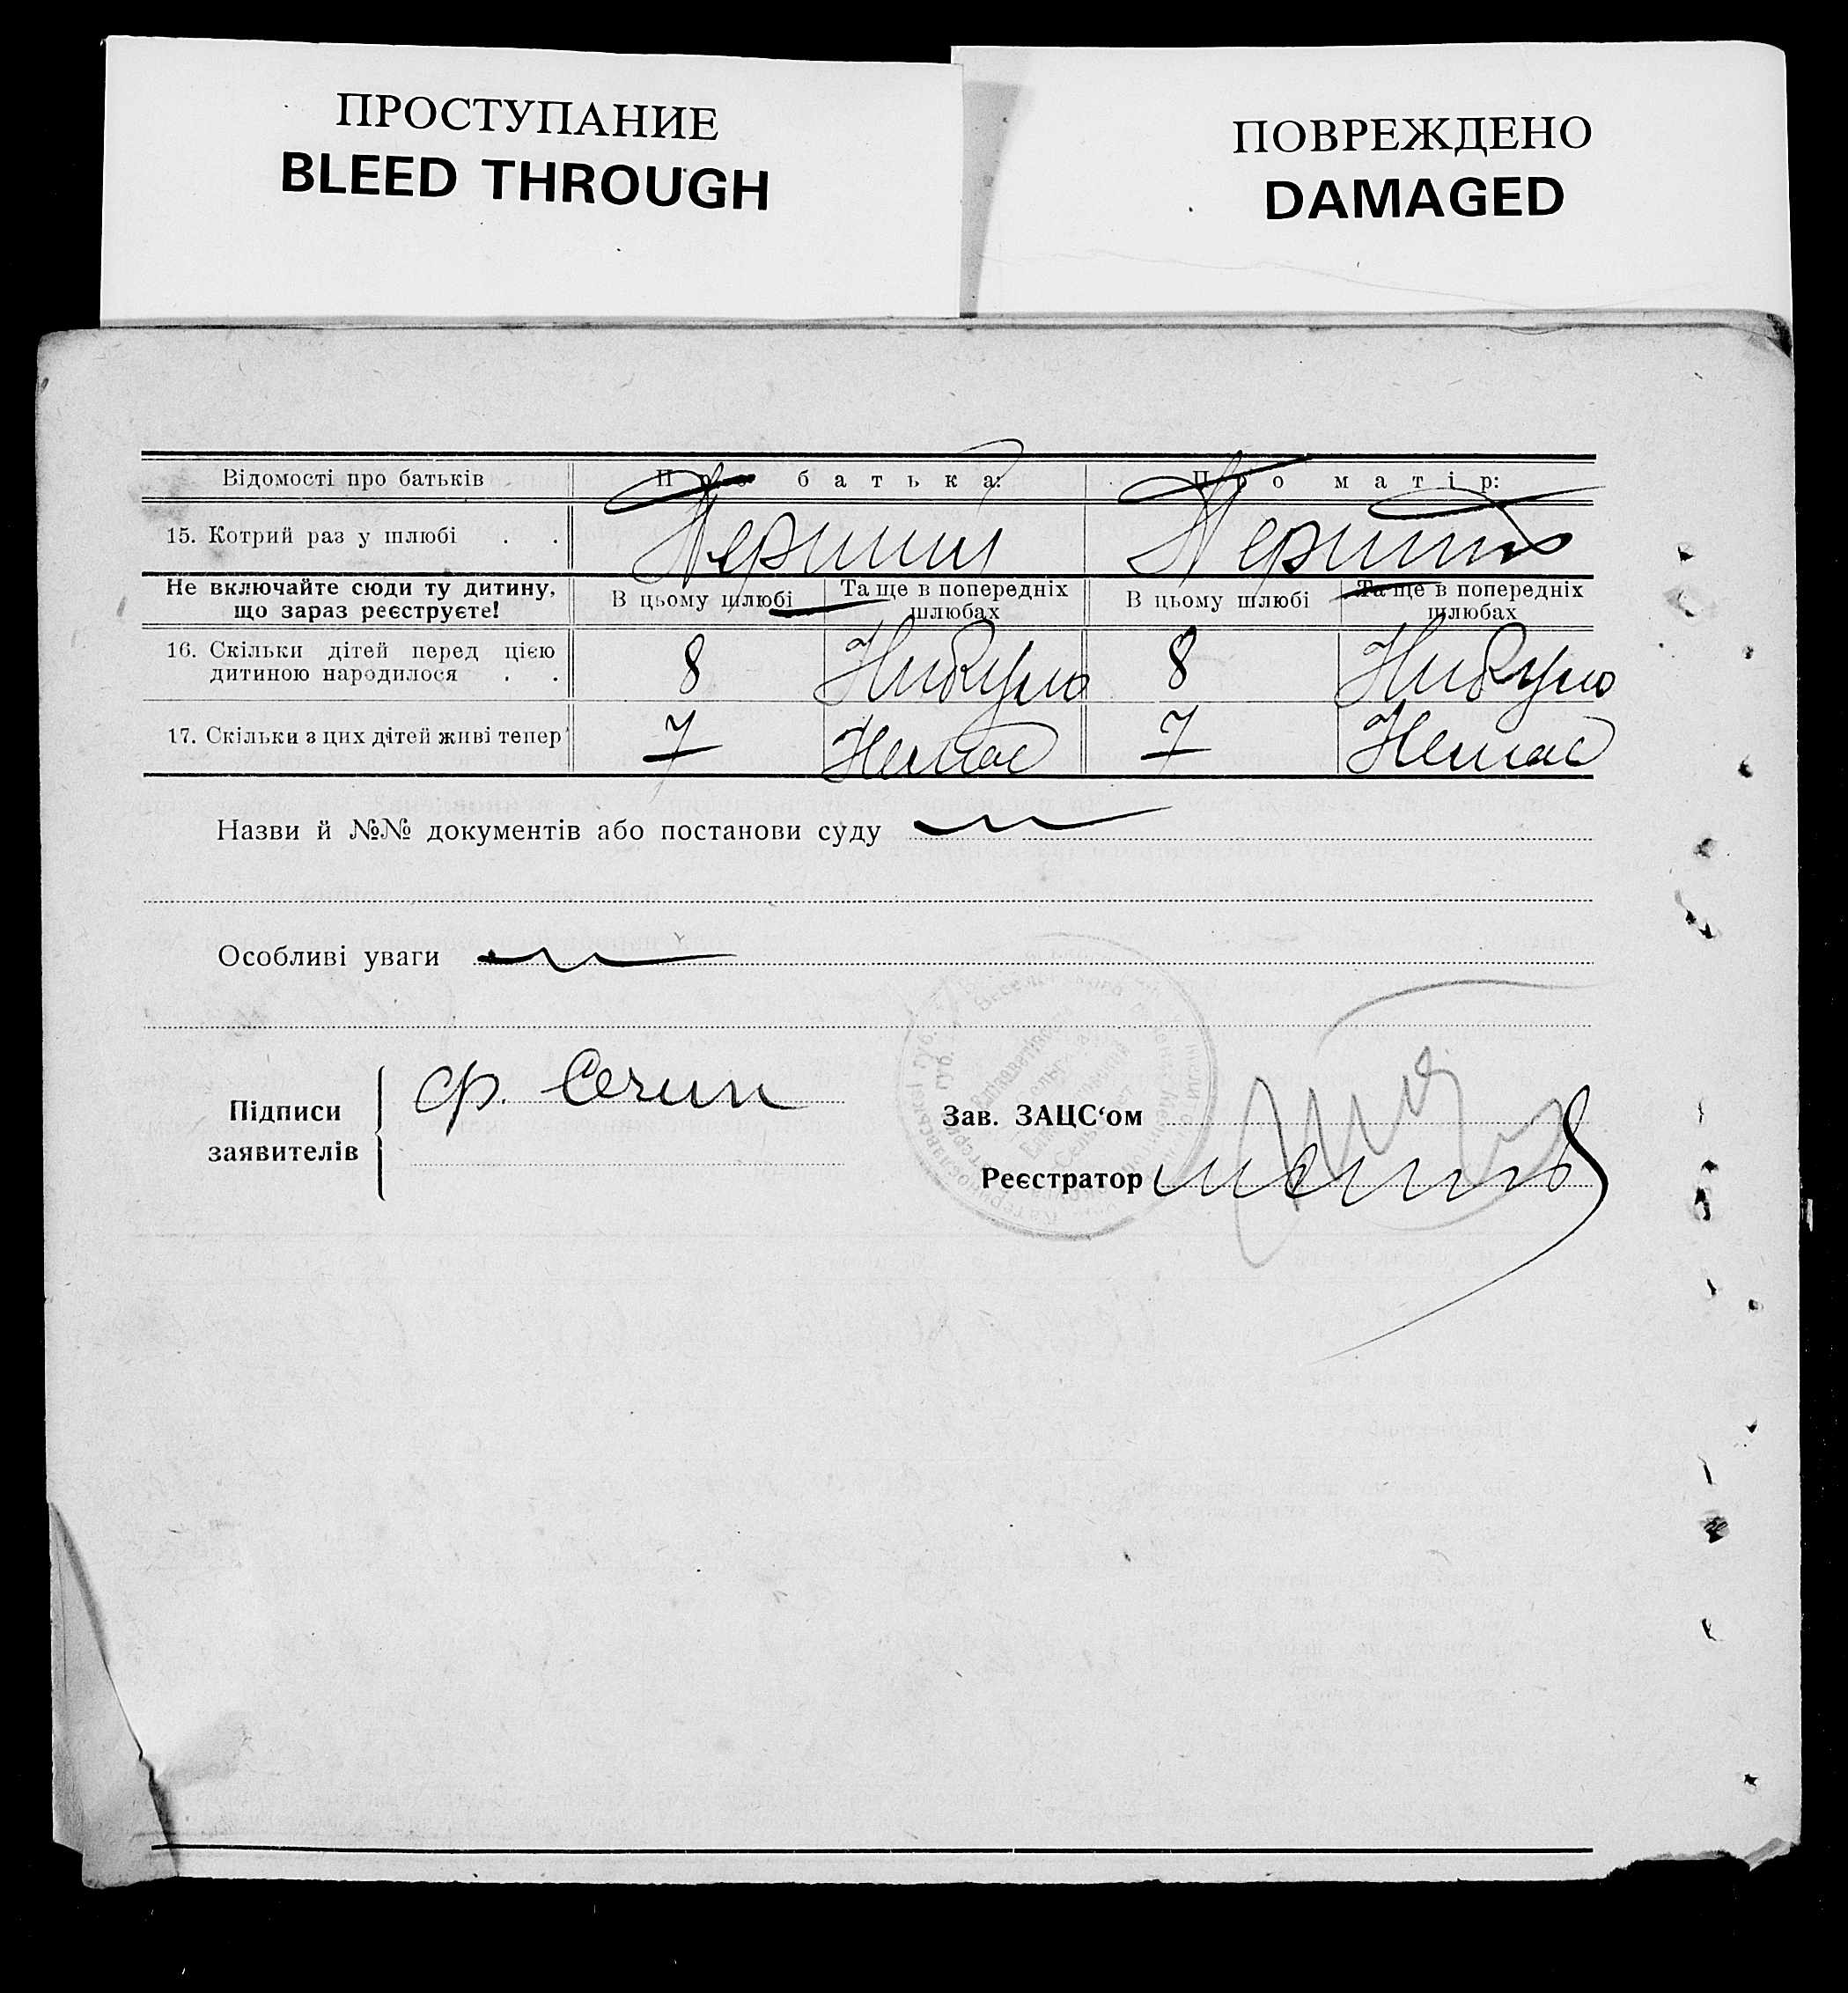 ПРОСТУПАНИЕ
BLEED THROUGH
ПОВРЕЖДЕНО
DAMAGED
Відомості про батьків Про батька: Про матір:
15. Котрий раз у шлюбі . . Перший Перший
Не включайте сюди ту дитину, що зараз реєструєте! В цьому шлюбі Та ще в попередніх шлюбах В цьому шлюбі Та ще в попередніх шлюбах
16. Скільки дітей перед цією
дитиною народилося . . 8 Нибуло 8 Нибуло
17. Скільки з цих дітей живі тепер 7 Немає 7 Немає
Назви й №№ документів або постанови суду
Особливі уваги
Підписи
заявителів
Ф. Сечин
Зав. ЗАЦС‘ом
Реєстратор